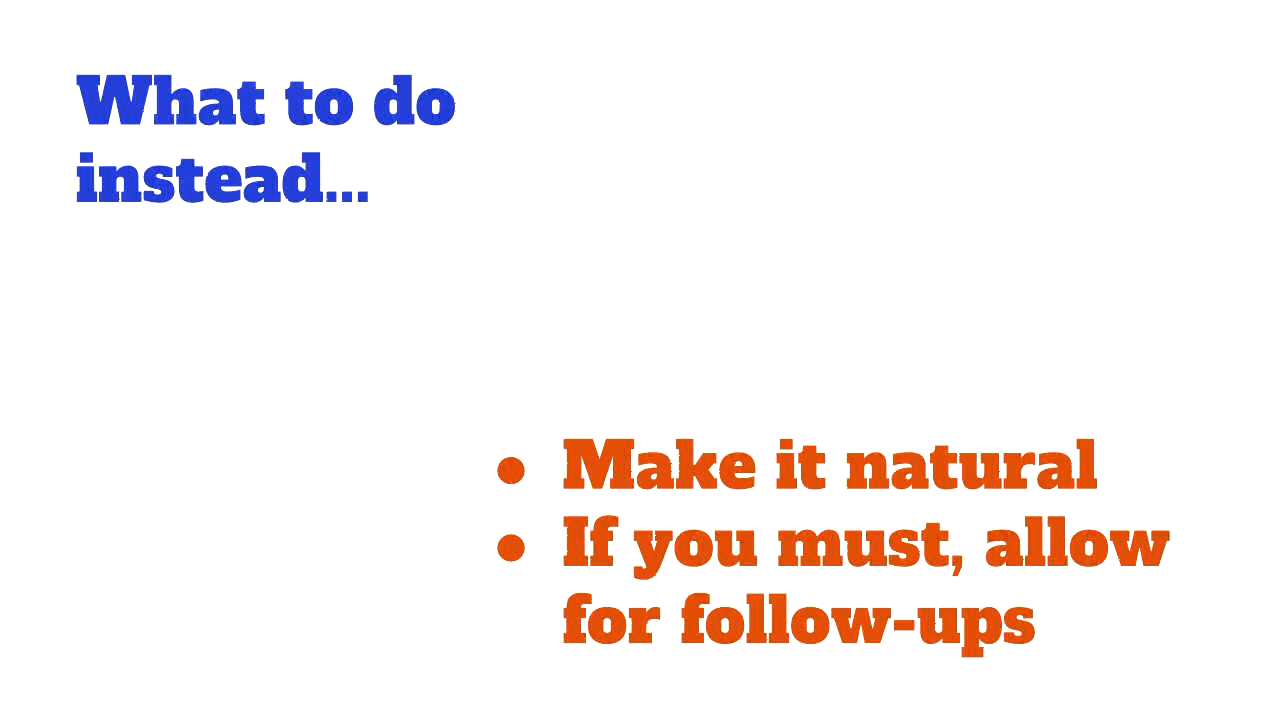 What to do
instead...
● Make it natural
● If you must, allow
for follow-ups